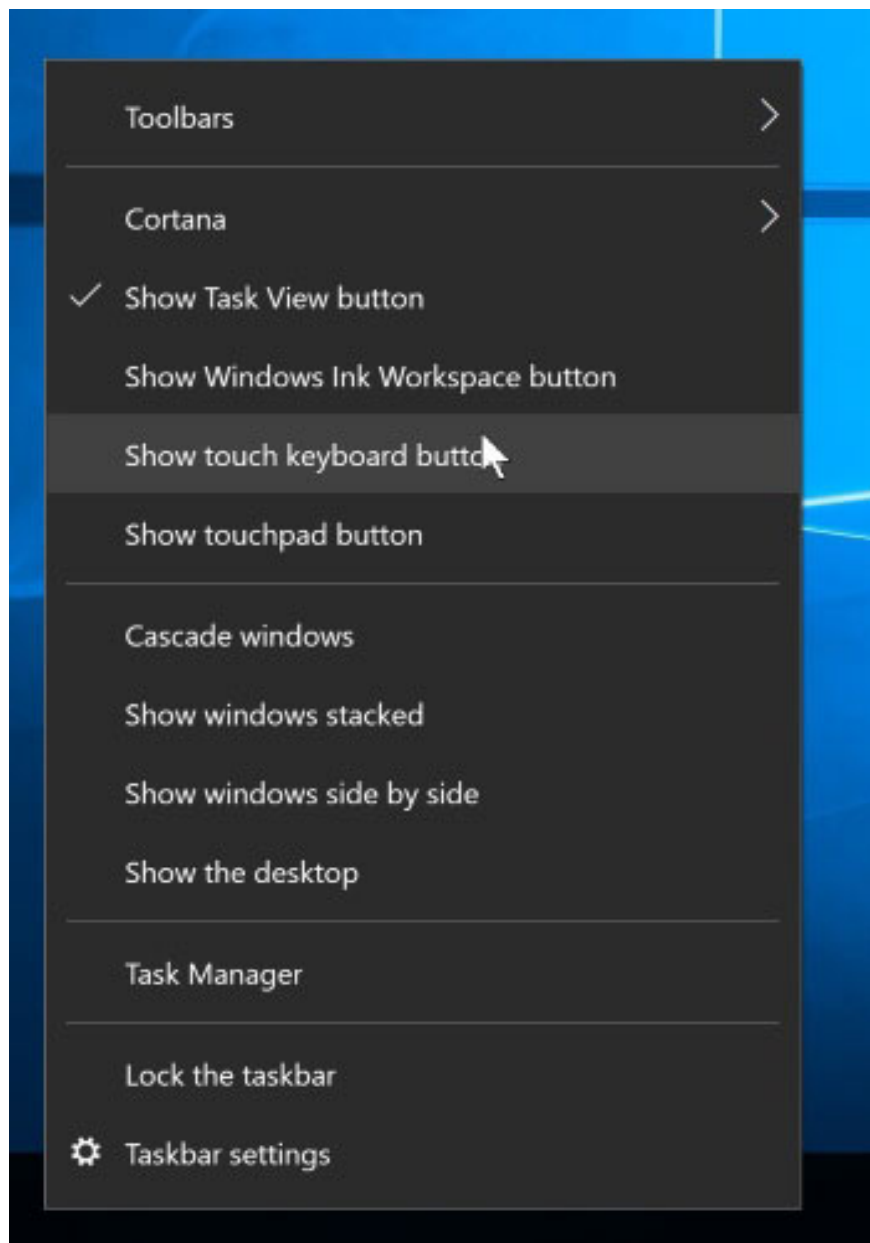 Toolbars
Cortana
Show Task View button
Show Windows Ink Workspace button
Show touch keyboard butto
Show touchpad button
Cascade windows
Show windows stacked
Show windows side by side
Show the desktop
Task Manager
Lock the taskbar
Taskbar settings